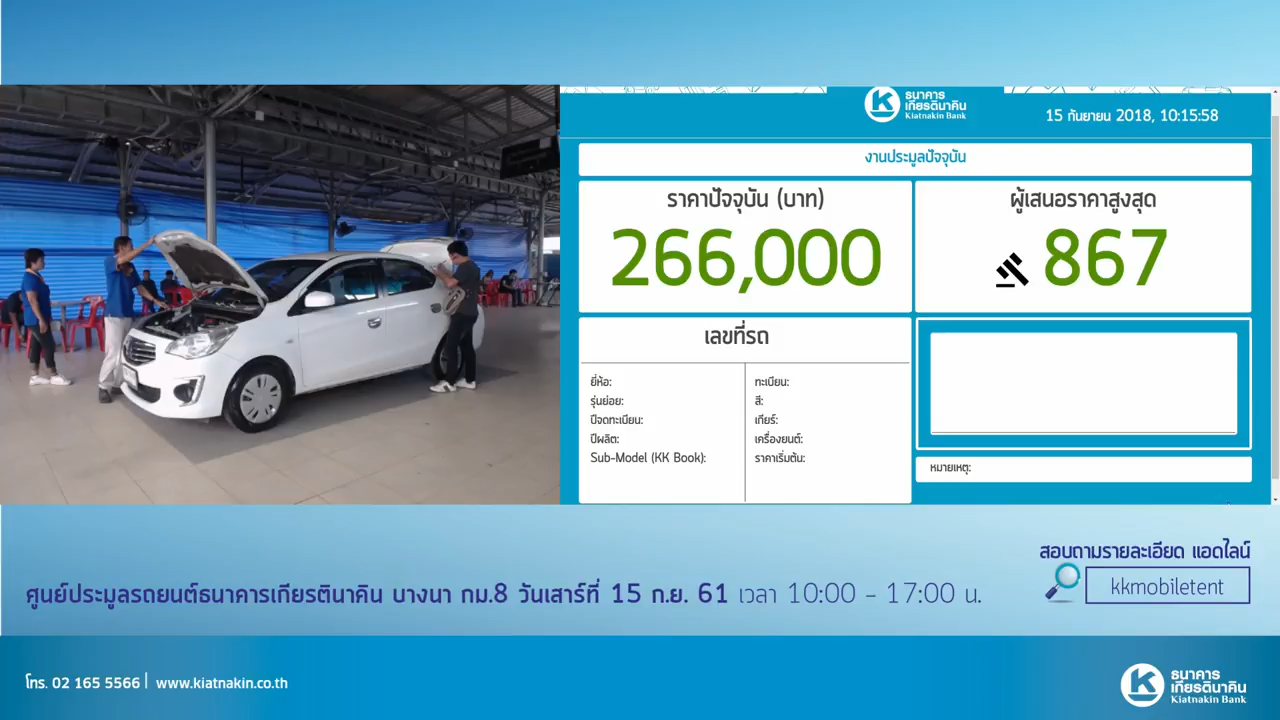 ธนาคาร
เกียรตินาคิน
Kiatnakin Bank
15 กันยายน 2018, 10:15:58
งานประมูลปัจจุบัน
ราคาปัจจุบัน (บาท)
266,000
ผู้เสนอราคาสูงสุด
867
เลขที่รถ
ยี่ห้อ:
รุ่นย่อย:
ปีจดทะเบียน:
ปีผลิต:
Sub-Model (KK Book):
ทะเบียน:
สี:
เกียร์:
เครื่องยนต์:
ราคาเริ่มต้น:
หมายเหตุ:
สอบถามรายละเอียด แอดไลน์
kkmobiletent
ศูนย์ประมูลรถยนต์ธนาคารเกียรตินาคิน บางนา กม.8 วันเสาร์ที่ 15 ก.ย. 61 เวลา 10:00 - 17:00 น.
โทร. 02 165 5566 | www.kiatnakin.co.th
ธนาคาร
เกียรตินาคิน
Kiatnakin Bank